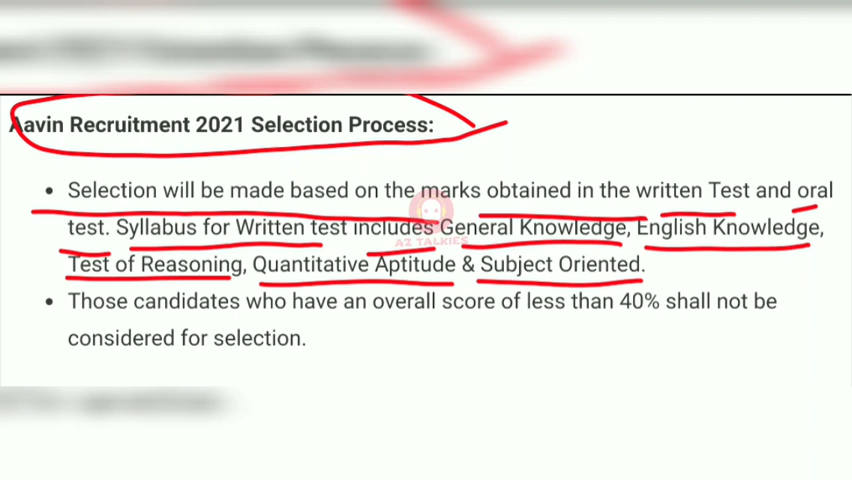 Aavin Recruitment 2021 Selection Process:
• Selection will be made based on the marks obtained in the written Test and oral
test. Syllabus for Written test includes General Knowledge, English Knowledge,
Test of Reasoning, Quantitative Aptitude & Subject Oriented.
• Those candidates who have an overall score of less than 40% shall not be
considered for selection.
AZ TALKIES